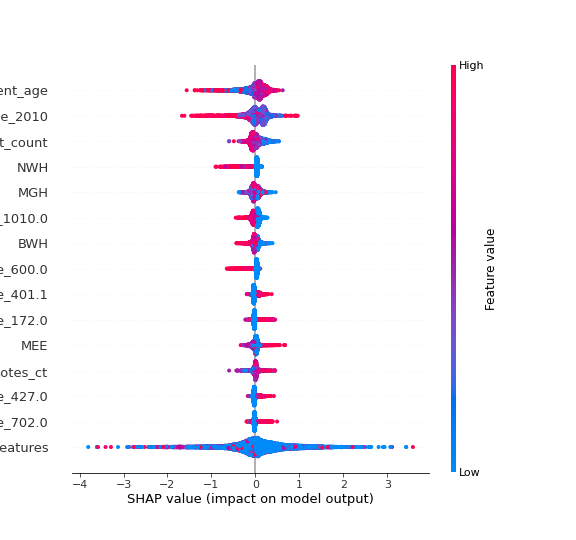 High
ent_age
e_2010
t_count
NWH
MGH
_1010.0
BWH
e_600.0
e_401.1
e_172.0
MEE
otes_ct
e_427.0
e_702.0
eatures
Feature value
Low
−4 −3 −2 −1 0 1 2 3
SHAP value (impact on model output)